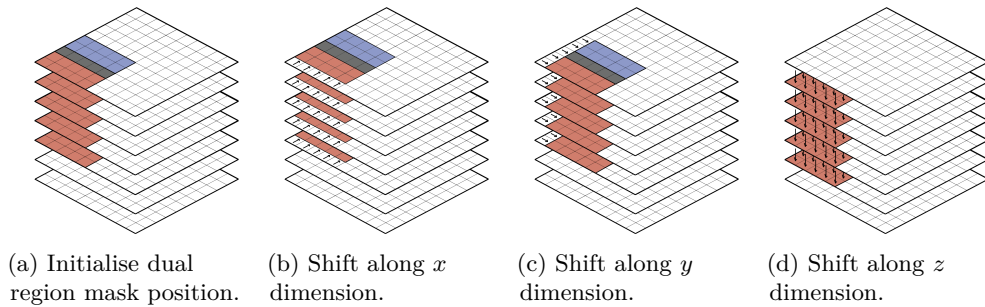 (a) Initialise dual
region mask position.
(b) Shift along x
dimension.
(c) Shift along y
dimension.
(d) Shift along z
dimension.